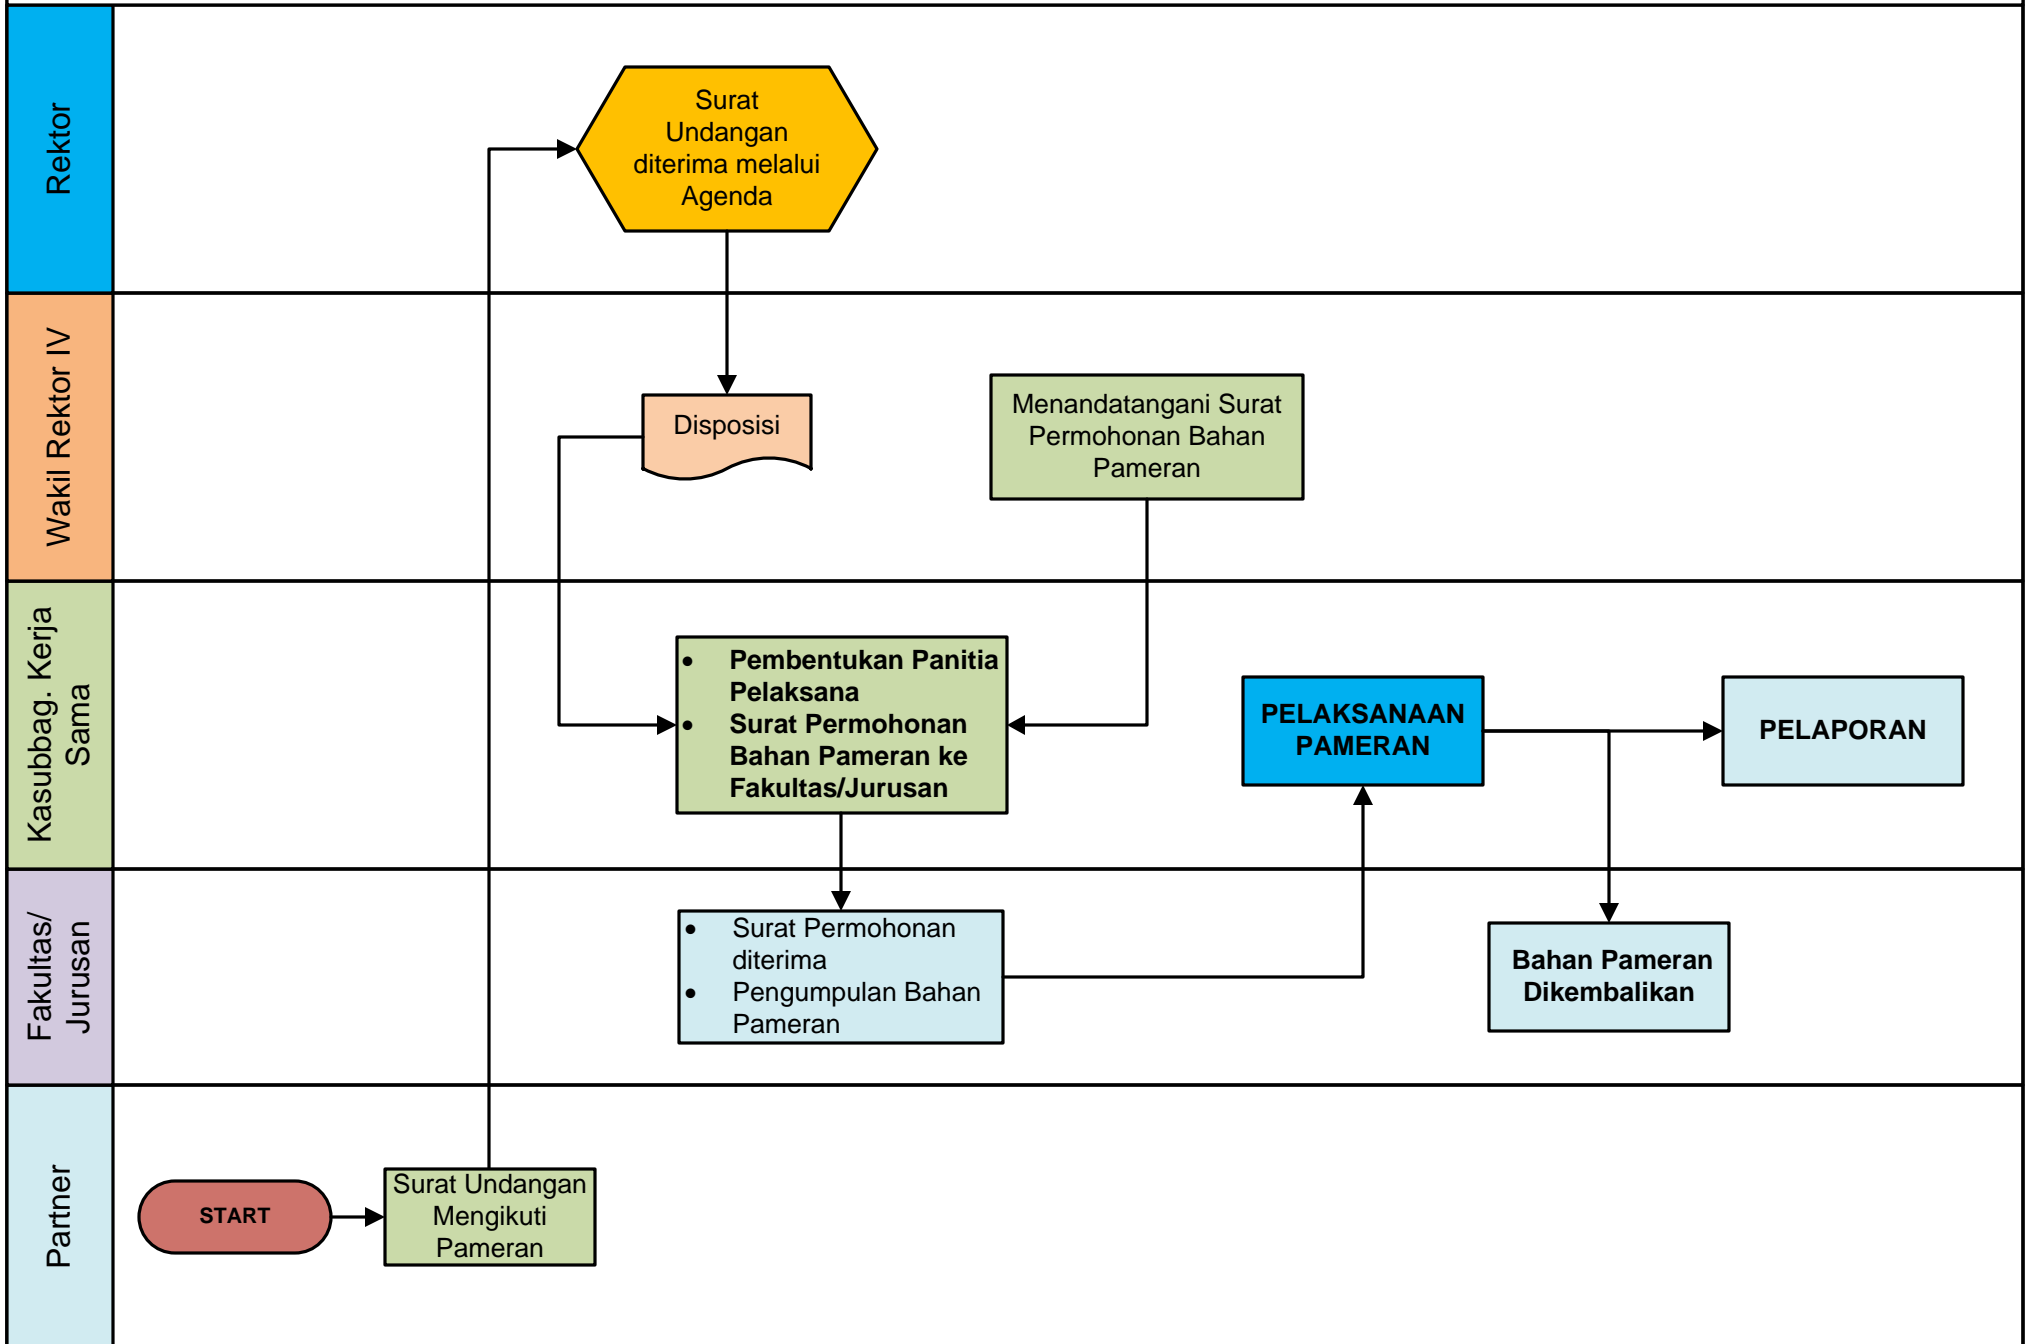 Rektor
Surat
Undangan
diterima melalui
Agenda
Wakil Rektor IV
Disposisi
Menandatangani Surat
Permohonan Bahan
Pameran
Kasubbag. Kerja
Sama
• Pembentukan Panitia
Pelaksana
• Surat Permohonan
Bahan Pameran ke
Fakultas/Jurusan
PELAKSANAAN
PAMERAN
PELAPORAN
Fakultas/
Jurusan
• Surat Permohonan
diterima
• Pengumpulan Bahan
Pameran
Bahan Pameran
Dikembalikan
Partner
START
Surat Undangan
Mengikuti
Pameran